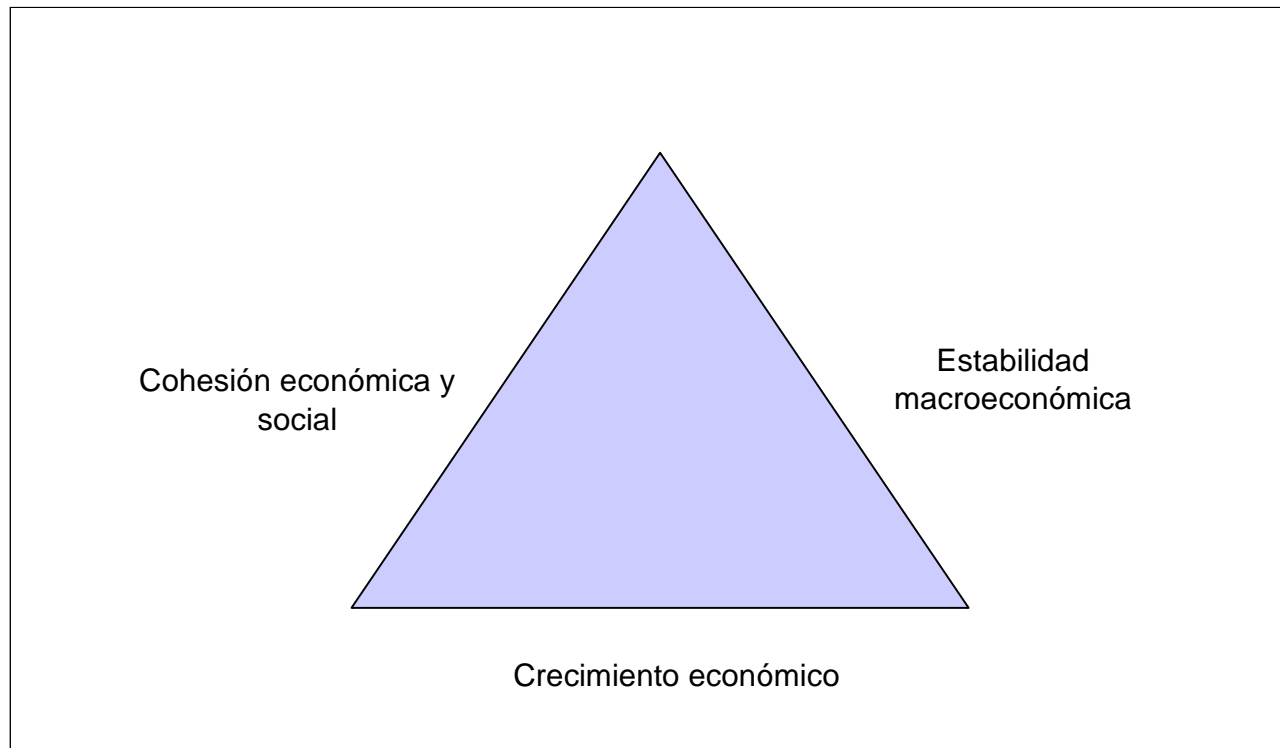 Cohesión económica y
social
Estabilidad
macroeconómica
Crecimiento económico